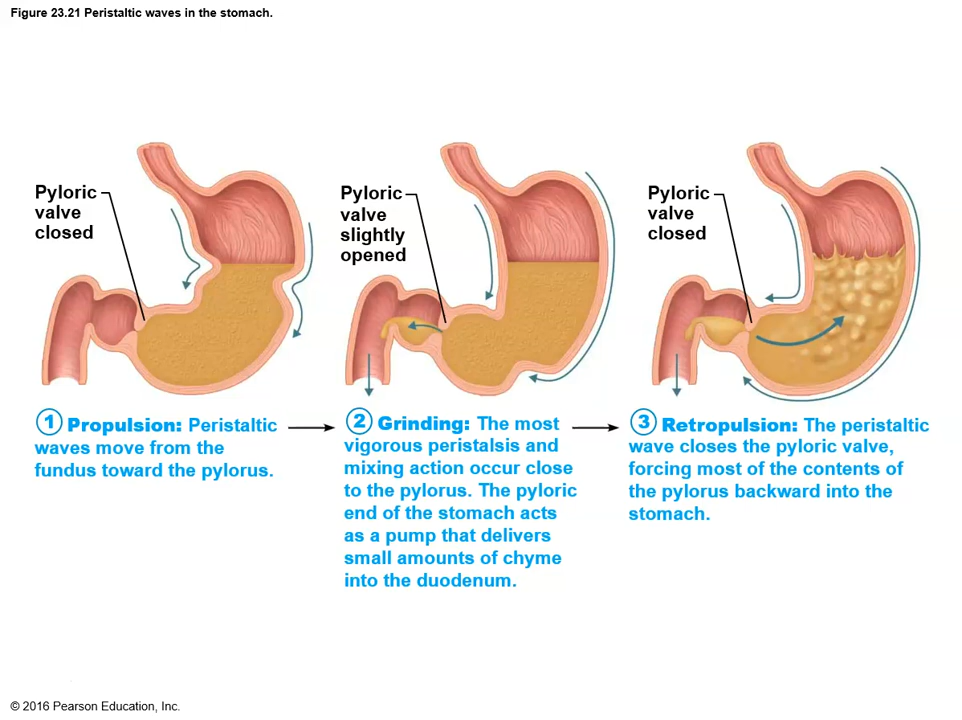 Figure 23.21 Peristaltic waves in the stomach.
Pyloric
valve
closed
Pyloric
valve
slightly
opened
Pyloric
valve
closed
1 Propulsion: Peristaltic
waves move from the
fundus toward the pylorus.
2 Grinding: The most
vigorous peristalsis and
mixing action occur close
to the pylorus. The pyloric
end of the stomach acts
as a pump that delivers
small amounts of chyme
into the duodenum.
3 Retropulsion: The peristaltic
wave closes the pyloric valve,
forcing most of the contents of
the pylorus backward into the
stomach.
© 2016 Pearson Education, Inc.